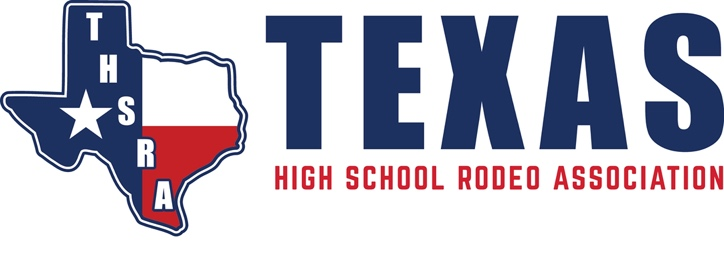 T
H
S
R
A
TEXAS
HIGH SCHOOL RODEO ASSOCIATION